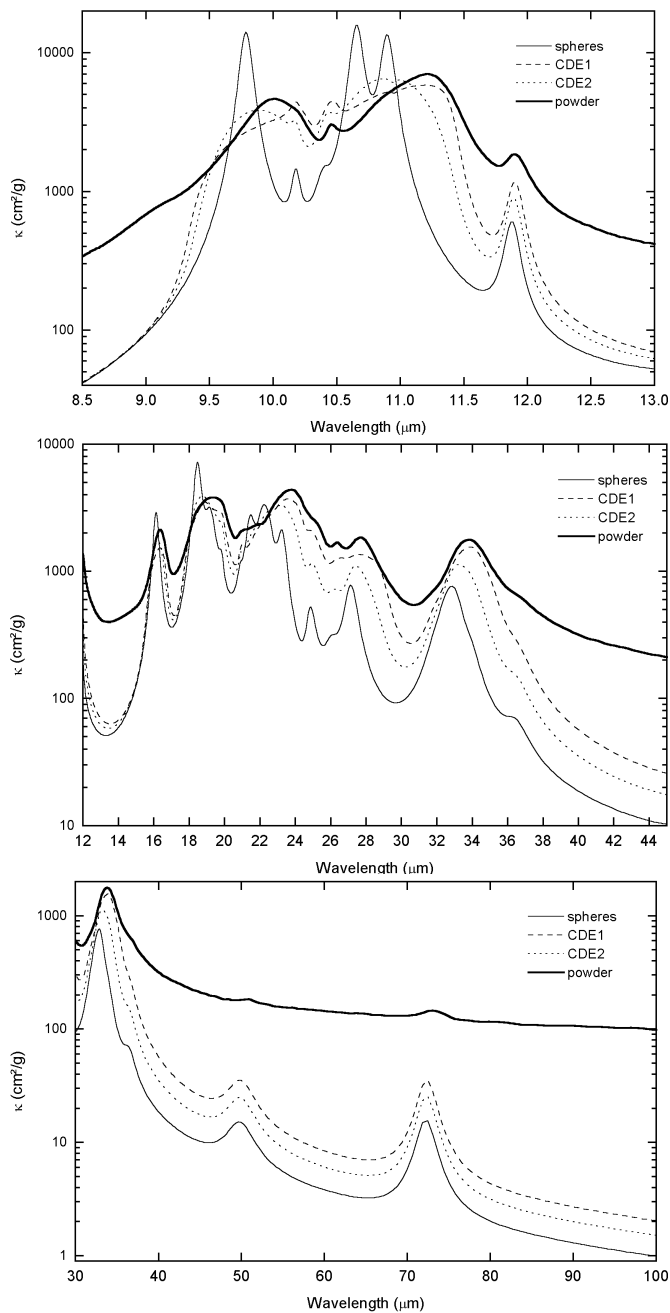 10000
1000
100
κ (cm²/g)
spheres
CDE1
CDE2
powder
8.5 9.0 9.5 10.0 10.5 11.0 11.5 12.0 12.5 13.0
Wavelength (μm)
10000
1000
100
10
κ (cm²/g)
spheres
CDE1
CDE2
powder
12 14 16 18 20 22 24 26 28 30 32 34 36 38 40 42 44
Wavelength (μm)
1000
100
10
1
κ (cm²/g)
spheres
CDE1
CDE2
powder
30 40 50 60 70 80 90 100
Wavelength (μm)